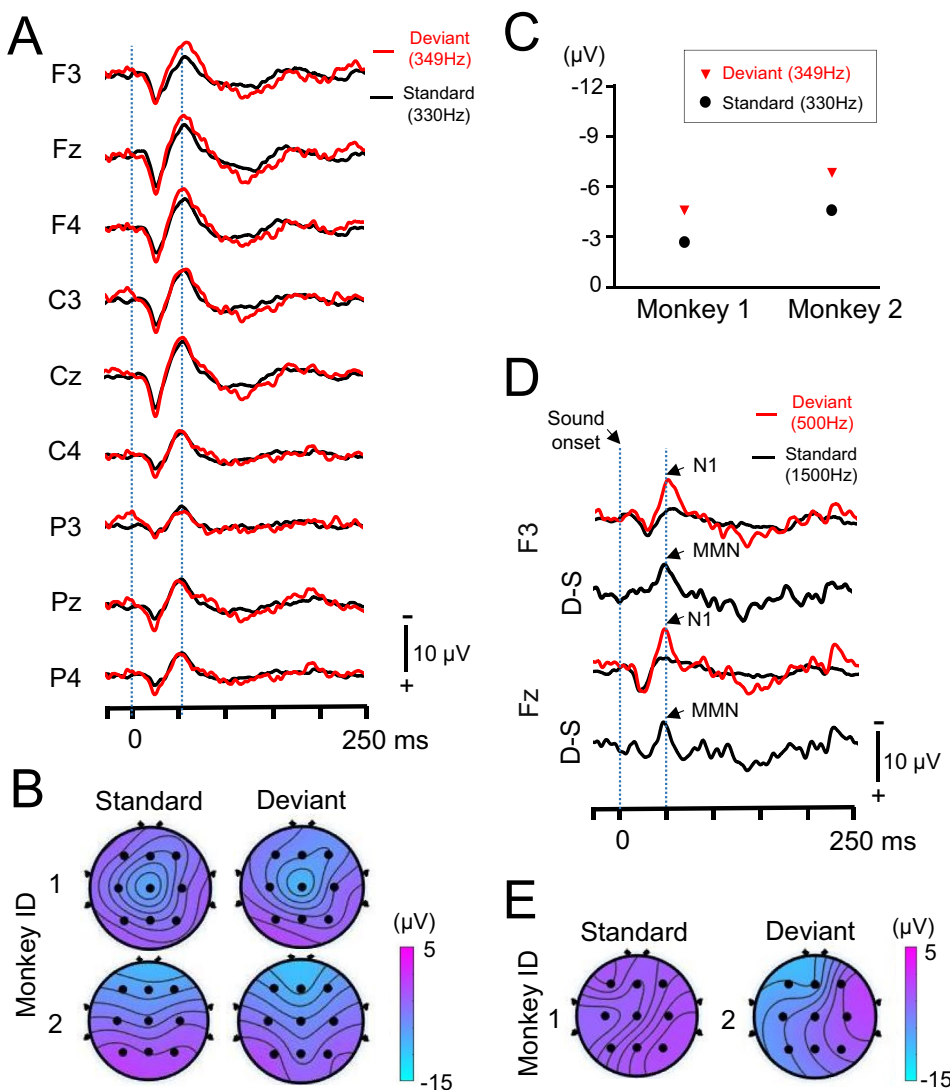 A
Deviant
(349Hz)
Standard
(330Hz)
F3
Fz
F4
C3
Cz
C4
P3
Pz
P4
-
10 µV
+
0
250 ms
B
Standard
Deviant
Monkey ID
1
2
(µV)
5
-15
C
(µV)
-12
-9
-6
-3
0
Deviant (349Hz)
Standard (330Hz)
Monkey 1
Monkey 2
D
Sound
onset
Deviant
(500Hz)
Standard
(1500Hz)
N1
F3
MMN
D-S
N1
Fz
MMN
D-S
-
10 µV
+
0
250 ms
E
Standard
Deviant
Monkey ID
1
2
(µV)
5
-15